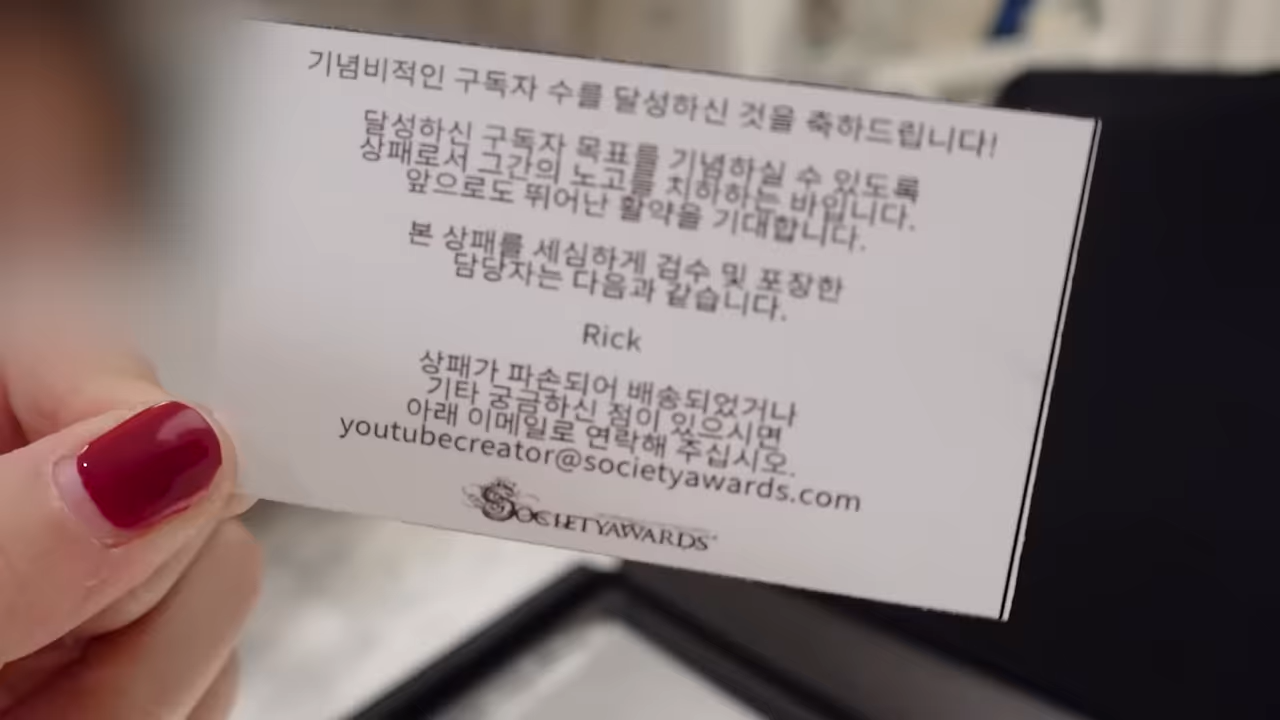 기념비적인 구독자 수를 달성하신 것을 축하드립니다!
달성하신 구독자 목표를 기념하실 수 있도록
상패로서 그간의 노고를 치하하는 바입니다.
앞으로도 뛰어난 활약을 기대합니다.
본 상패를 세심하게 검수 및 포장한
담당자는 다음과 같습니다.
Rick
상패가 파손되어 배송되었거나
기타 궁금하신 점이 있으시면
아래 이메일로 연락해 주십시오.
youtubecreator@societyawards.com
SOCIETYAWARDS